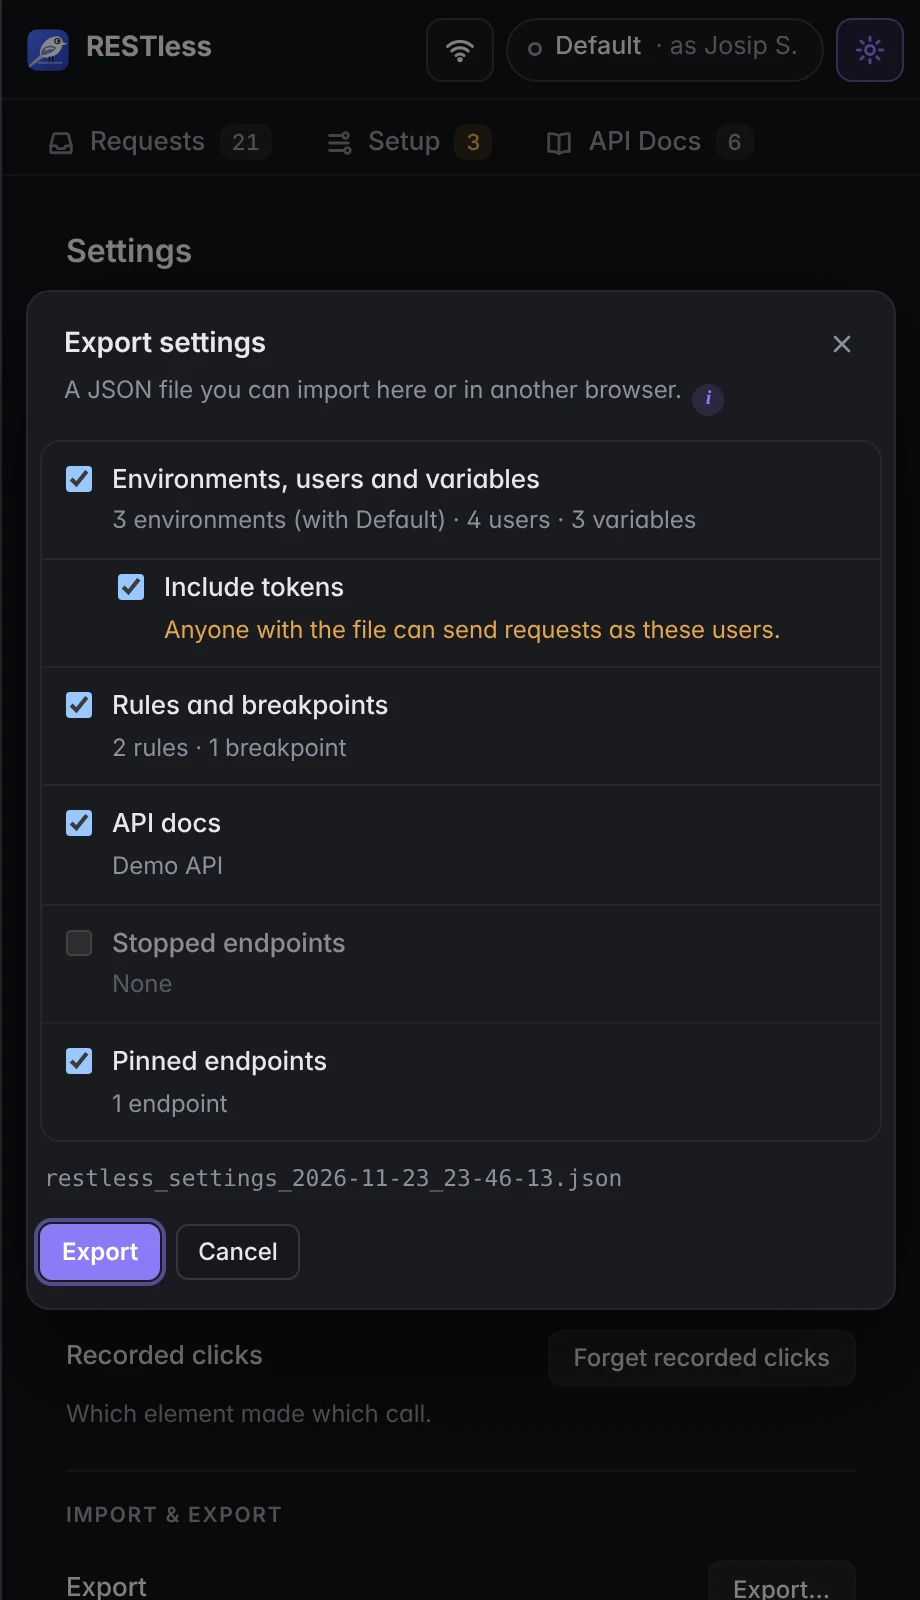 RESTless
Default · as Josip S.
Requests 21
Setup 3
API Docs 6
Settings
Export settings
A JSON file you can import here or in another browser. i
Environments, users and variables
3 environments (with Default) · 4 users · 3 variables
Include tokens
Anyone with the file can send requests as these users.
Rules and breakpoints
2 rules · 1 breakpoint
API docs
Demo API
Stopped endpoints
None
Pinned endpoints
1 endpoint
restless_settings_2026-11-23_23-46-13.json
Export
Cancel
Recorded clicks
Forget recorded clicks
Which element made which call.
IMPORT & EXPORT
Export
Export...